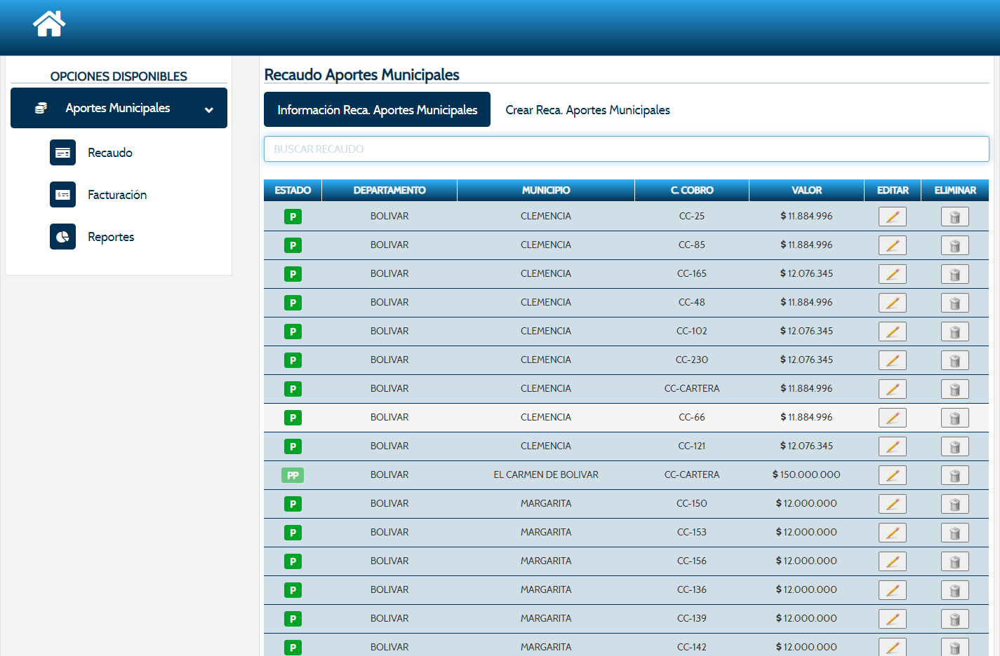 OPCIONES DISPONIBLES
Aportes Municipales
Recaudo
Facturación
Reportes
Recaudo Aportes Municipales
Información Reca. Aportes Municipales Crear Reca. Aportes Municipales
BUSCAR RECAUDO
ESTADO DEPARTAMENTO MUNICIPIO C. COBRO VALOR EDITAR ELIMINAR
P BOLIVAR CLEMENCIA CC-25 $ 11.884.996
P BOLIVAR CLEMENCIA CC-85 $ 11.884.996
P BOLIVAR CLEMENCIA CC-165 $ 12.076.345
P BOLIVAR CLEMENCIA CC-48 $ 11.884.996
P BOLIVAR CLEMENCIA CC-102 $ 12.076.345
P BOLIVAR CLEMENCIA CC-230 $ 12.076.345
P BOLIVAR CLEMENCIA CC-CARTERA $ 11.884.996
P BOLIVAR CLEMENCIA CC-66 $ 11.884.996
P BOLIVAR CLEMENCIA CC-121 $ 12.076.345
PP BOLIVAR EL CARMEN DE BOLIVAR CC-CARTERA $ 150.000.000
P BOLIVAR MARGARITA CC-150 $ 12.000.000
P BOLIVAR MARGARITA CC-153 $ 12.000.000
P BOLIVAR MARGARITA CC-156 $ 12.000.000
P BOLIVAR MARGARITA CC-136 $ 12.000.000
P BOLIVAR MARGARITA CC-139 $ 12.000.000
P BOLIVAR MARGARITA CC-142 $ 12.000.000